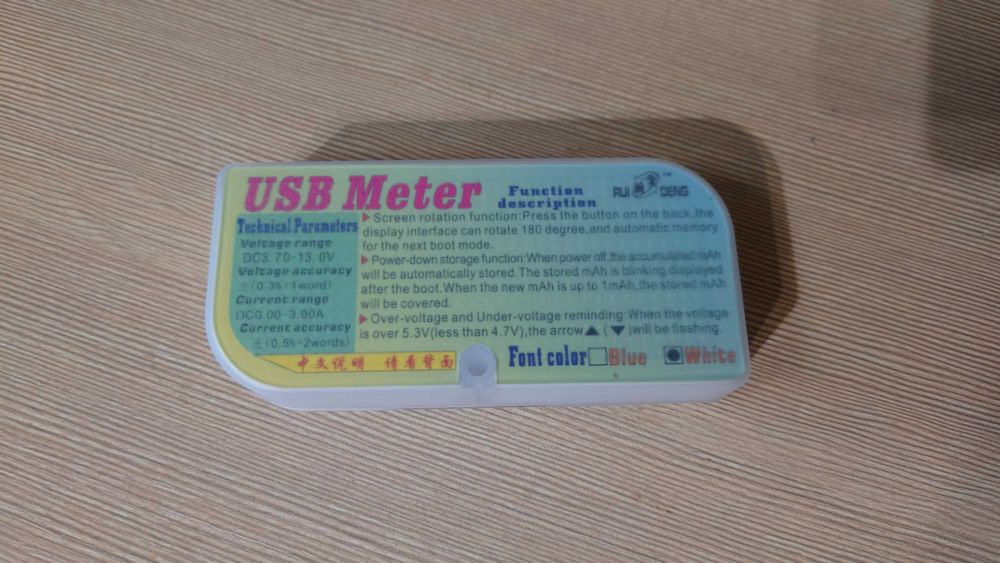 USB Meter
Function
description
RUI DENG
TM
Technical Parameters
Voltage range
DC3.70-13.0V
Voltage accuracy
±(0.3%+1word)
Current range
DC0.00-3.00A
Current accuracy
±(0.5%+2words)
▶Screen rotation function:Press the button on the back,the
display interface can rotate 180 degree,and automatic memory
for the next boot mode.
▶Power-down storage function:When power off,the accumulated mAh
will be automatically stored.The stored mAh is blinking displayed
after the boot.When the new mAh is up to 1mAh,the stored mAh
will be covered.
▶Over-voltage and Under-voltage reminding:When the voltage
is over 5.3V(less than 4.7V),the arrow▲(▼)will be flashing.
中文说明 请看背面
Font color Blue White